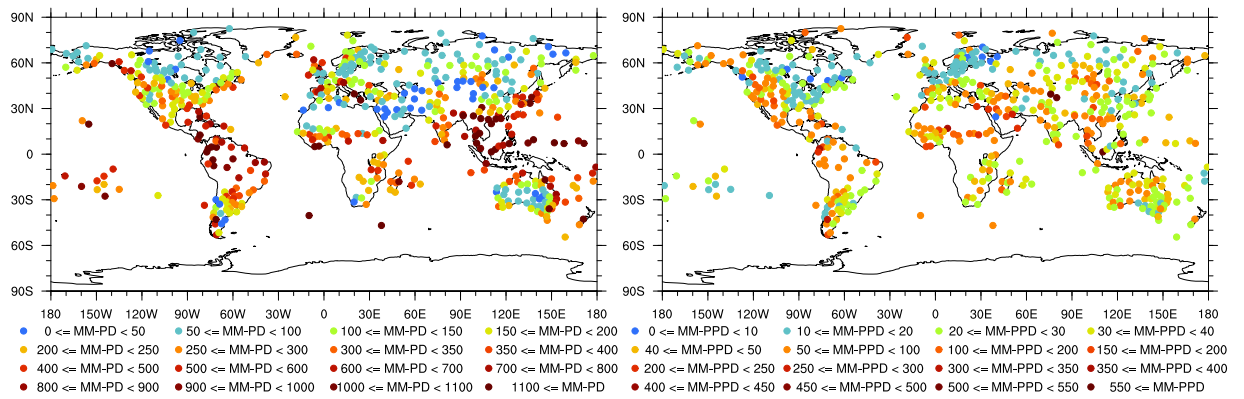 90N
60N
30N
0
30S
60S
90S
180 150W 120W 90W 60W 30W 0 30E 60E 90E 120E 150E 180
180 150W 120W 90W 60W 30W 0 30E 60E 90E 120E 150E 180
0 <= MM-PD < 50 50 <= MM-PD < 100 100 <= MM-PD < 150 150 <= MM-PD < 200 0 <= MM-PPD < 10 10 <= MM-PPD < 20 20 <= MM-PPD < 30 30 <= MM-PPD < 40
200 <= MM-PD < 250 250 <= MM-PD < 300 300 <= MM-PD < 350 350 <= MM-PD < 400 40 <= MM-PPD < 50 50 <= MM-PPD < 100 100 <= MM-PPD < 200 150 <= MM-PPD < 200
400 <= MM-PD < 500 500 <= MM-PD < 600 600 <= MM-PD < 700 700 <= MM-PD < 800 200 <= MM-PPD < 250 250 <= MM-PPD < 300 300 <= MM-PPD < 350 350 <= MM-PPD < 400
800 <= MM-PD < 900 900 <= MM-PD < 1000 1000 <= MM-PD < 1100 1100 <= MM-PD 400 <= MM-PPD < 450 450 <= MM-PPD < 500 500 <= MM-PPD < 550 550 <= MM-PPD